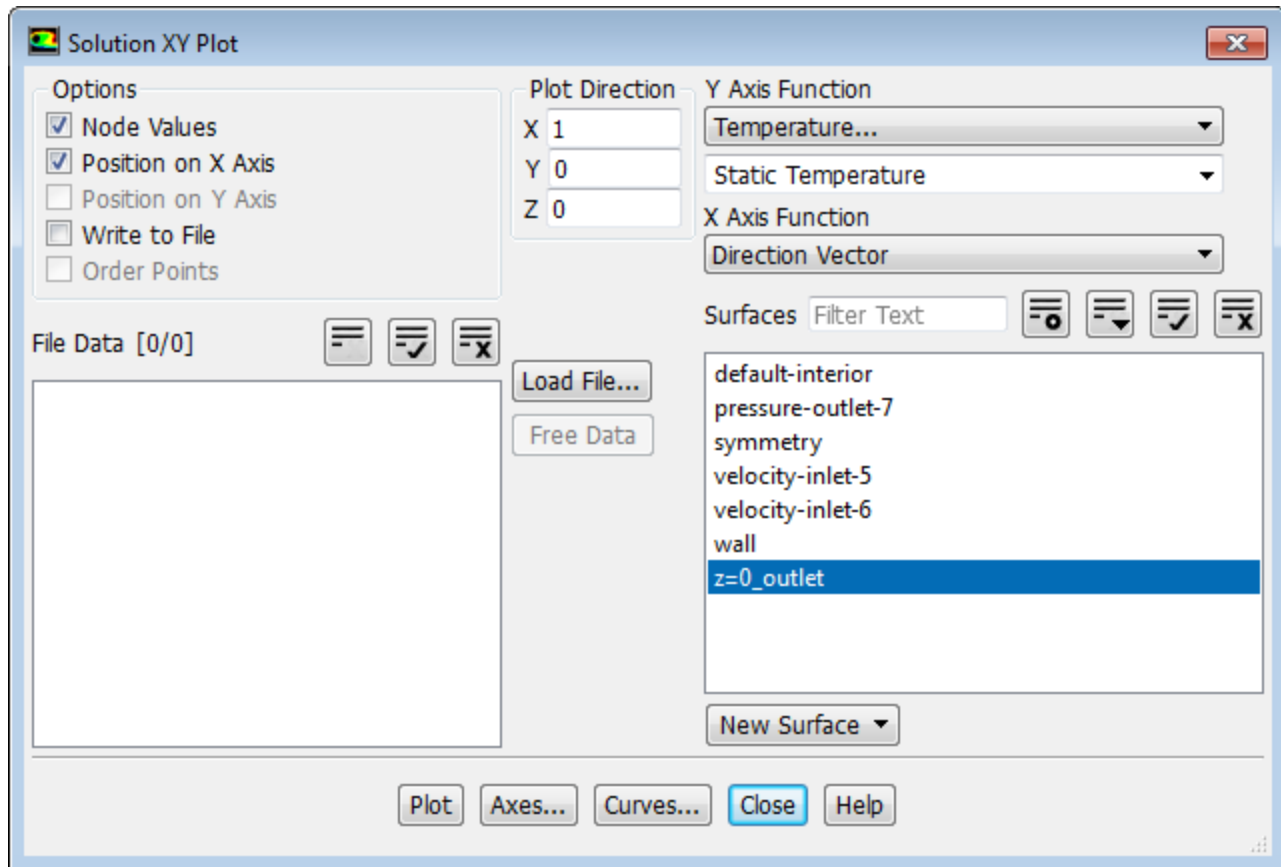 Solution XY Plot
Options
Node Values
Position on X Axis
Position on Y Axis
Write to File
Order Points
Plot Direction
X 1
Y 0
Z 0
Y Axis Function
Temperature...
Static Temperature
X Axis Function
Direction Vector
File Data [0/0]
Load File...
Free Data
Surfaces Filter Text
default-interior
pressure-outlet-7
symmetry
velocity-inlet-5
velocity-inlet-6
wall
z=0_outlet
New Surface
Plot Axes... Curves... Close Help